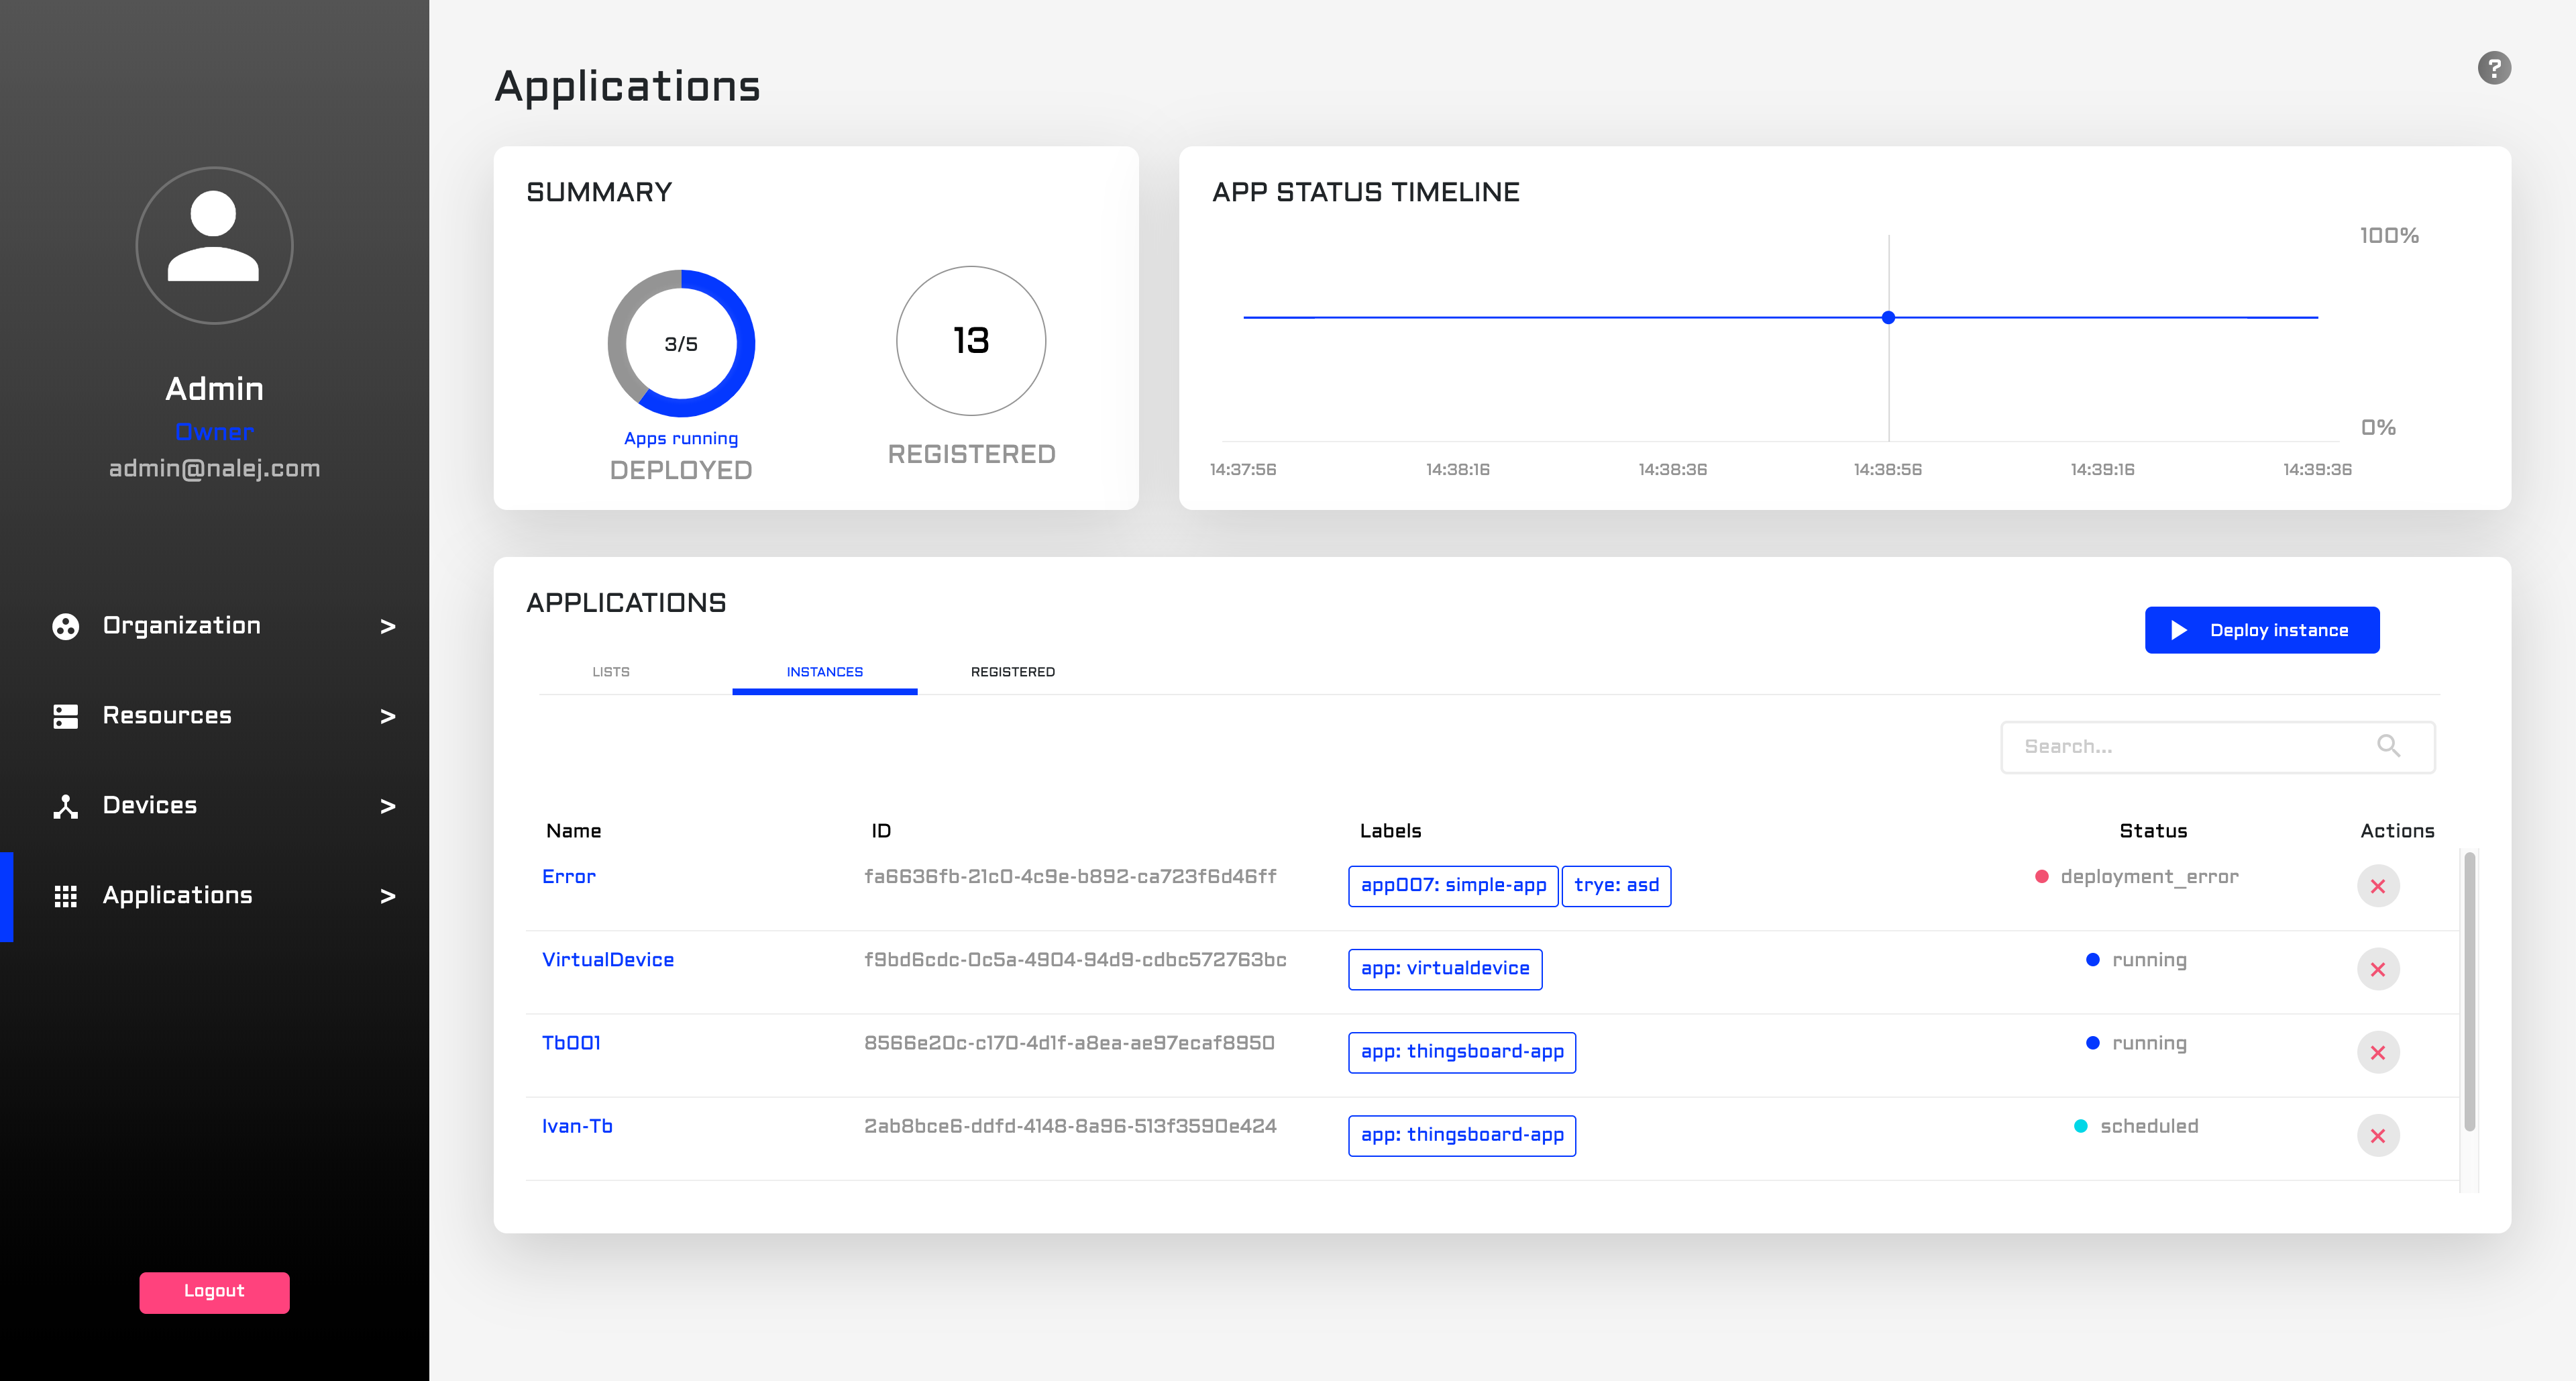 Admin
Owner
admin@nalej.com
Organization >
Resources >
Devices >
Applications >
Logout
Applications
?
SUMMARY
3/5
Apps running
DEPLOYED
13
REGISTERED
APP STATUS TIMELINE
100%
0%
14:37:56 14:38:16 14:38:36 14:38:56 14:39:16 14:39:36
APPLICATIONS
Deploy instance
LISTS INSTANCES REGISTERED
Search...
Name ID Labels Status Actions
Error fa6636fb-21c0-4c9e-b892-ca723f6d46ff app007: simple-app trye: asd deployment_error
VirtualDevice f9bd6cdc-0c5a-4904-94d9-cdbc572763bc app: virtualdevice running
Tb001 8566e20c-c170-4d1f-a8ea-ae97ecaf8950 app: thingsboard-app running
Ivan-Tb 2ab8bce6-ddfd-4148-8a96-513f3590e424 app: thingsboard-app scheduled